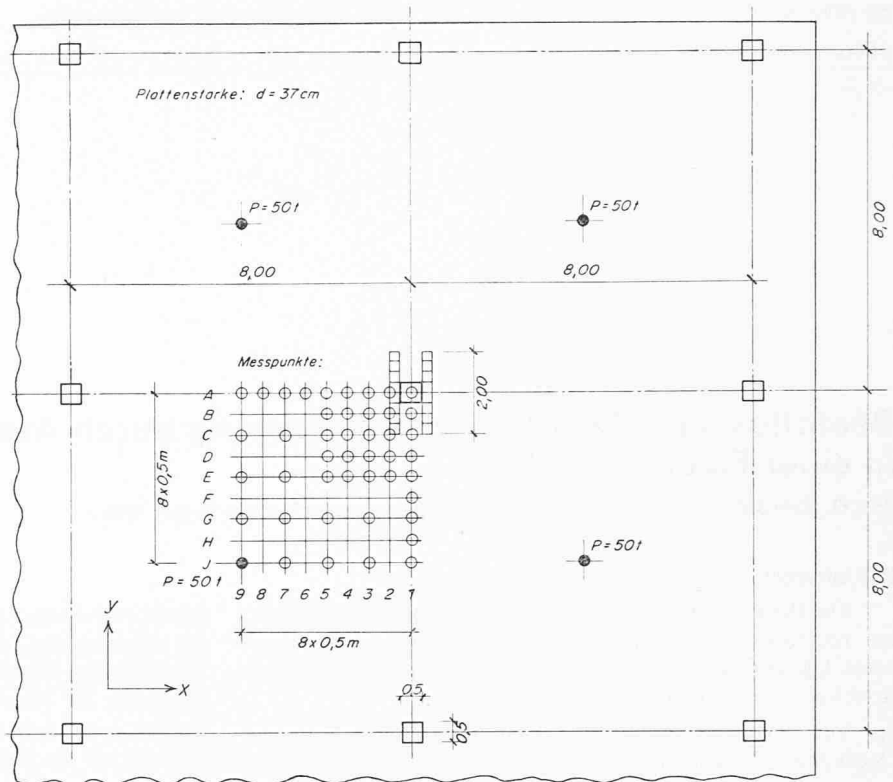 Plattenstärke: d = 37cm
P = 50t
P = 50t
8,00
8,00
8,00
Messpunkte:
A
B
C
D
E
F
G
H
J
2,00
8x0,5m
P = 50t
8,00
P = 50t
9 8 7 6 5 4 3 2 1
8x0,5m
y
x
0,5
0,5